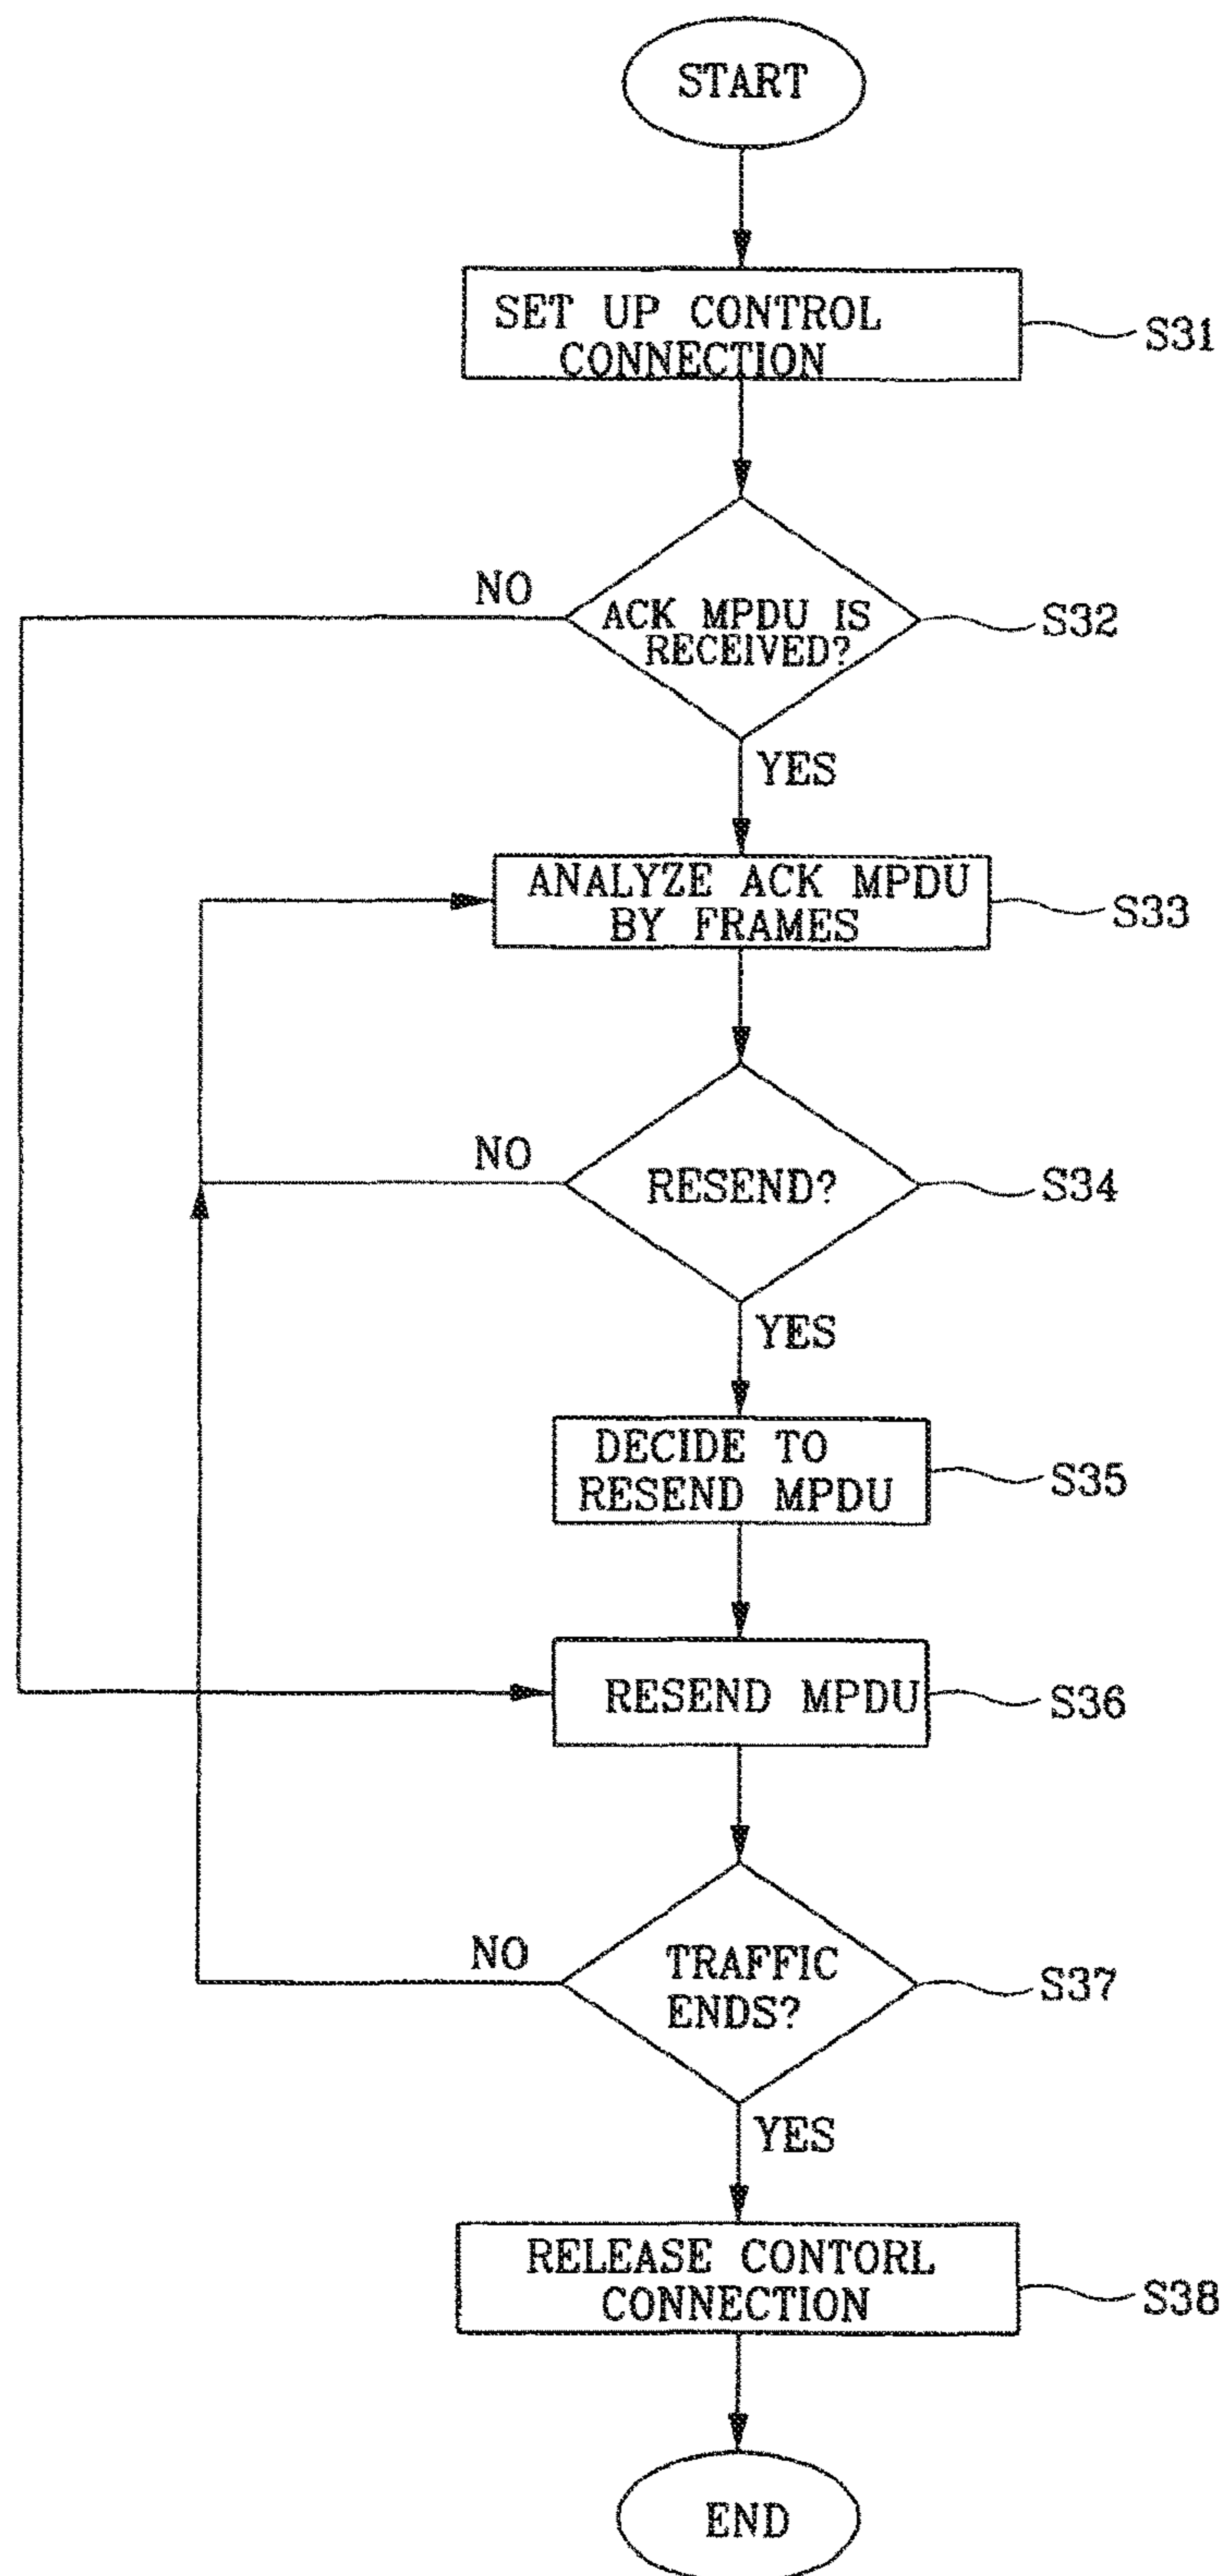 START
SET UP CONTROL
CONNECTION
S31
NO
ACK MPDU IS
RECEIVED?
S32
YES
ANALYZE ACK MPDU
BY FRAMES
S33
NO
RESEND?
S34
YES
DECIDE TO
RESEND MPDU
S35
RESEND MPDU
S36
NO
TRAFFIC
ENDS?
S37
YES
RELEASE CONTORL
CONNECTION
S38
END